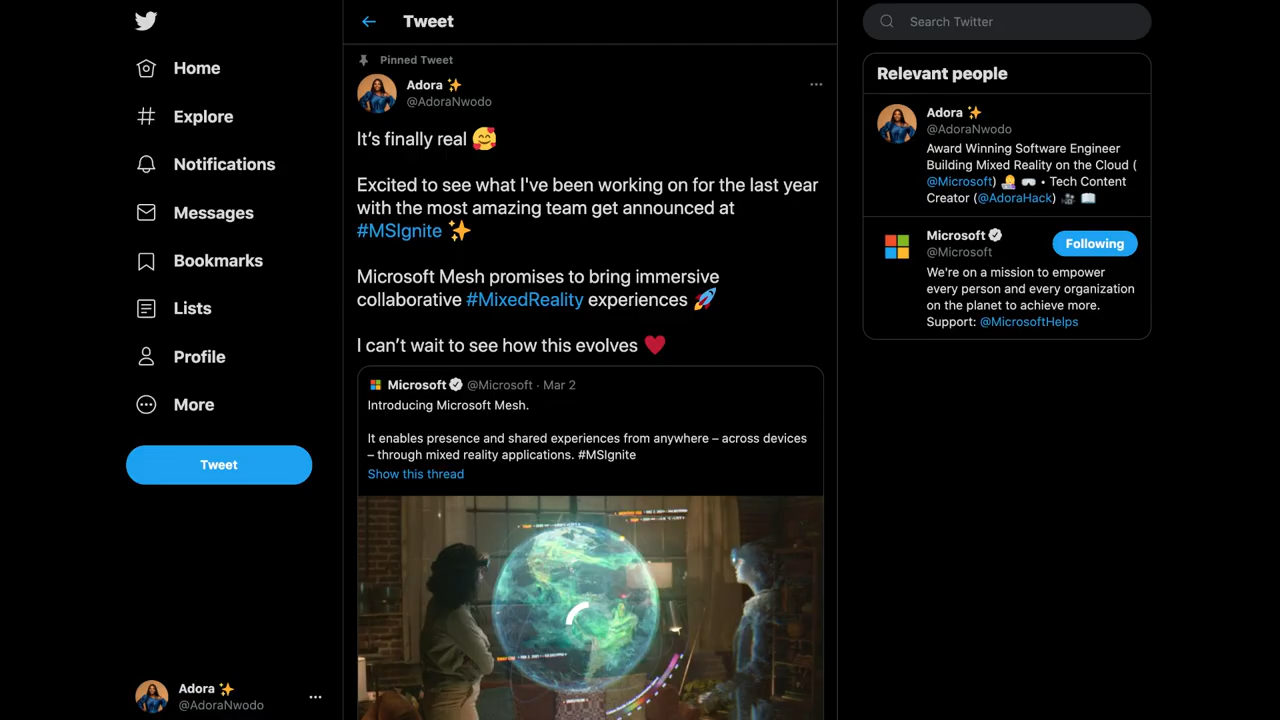 Home
Explore
Notifications
Messages
Bookmarks
Lists
Profile
More
Tweet
Adora ✨
@AdoraNwodo
Tweet
Pinned Tweet
Adora ✨
@AdoraNwodo
It’s finally real 🥰
Excited to see what I've been working on for the last year
with the most amazing team get announced at
#MSIgnite ✨
Microsoft Mesh promises to bring immersive
collaborative #MixedReality experiences 🚀
I can’t wait to see how this evolves ♥️
Microsoft @Microsoft · Mar 2
Introducing Microsoft Mesh.
It enables presence and shared experiences from anywhere – across devices
– through mixed reality applications. #MSIgnite
Show this thread
Search Twitter
Relevant people
Adora ✨
@AdoraNwodo
Award Winning Software Engineer
Building Mixed Reality on the Cloud (
@Microsoft) 👩‍💻 🥽 • Tech Content
Creator (@AdoraHack) 🎥 📖
Microsoft
@Microsoft
Following
We're on a mission to empower
every person and every organization
on the planet to achieve more.
Support: @MicrosoftHelps